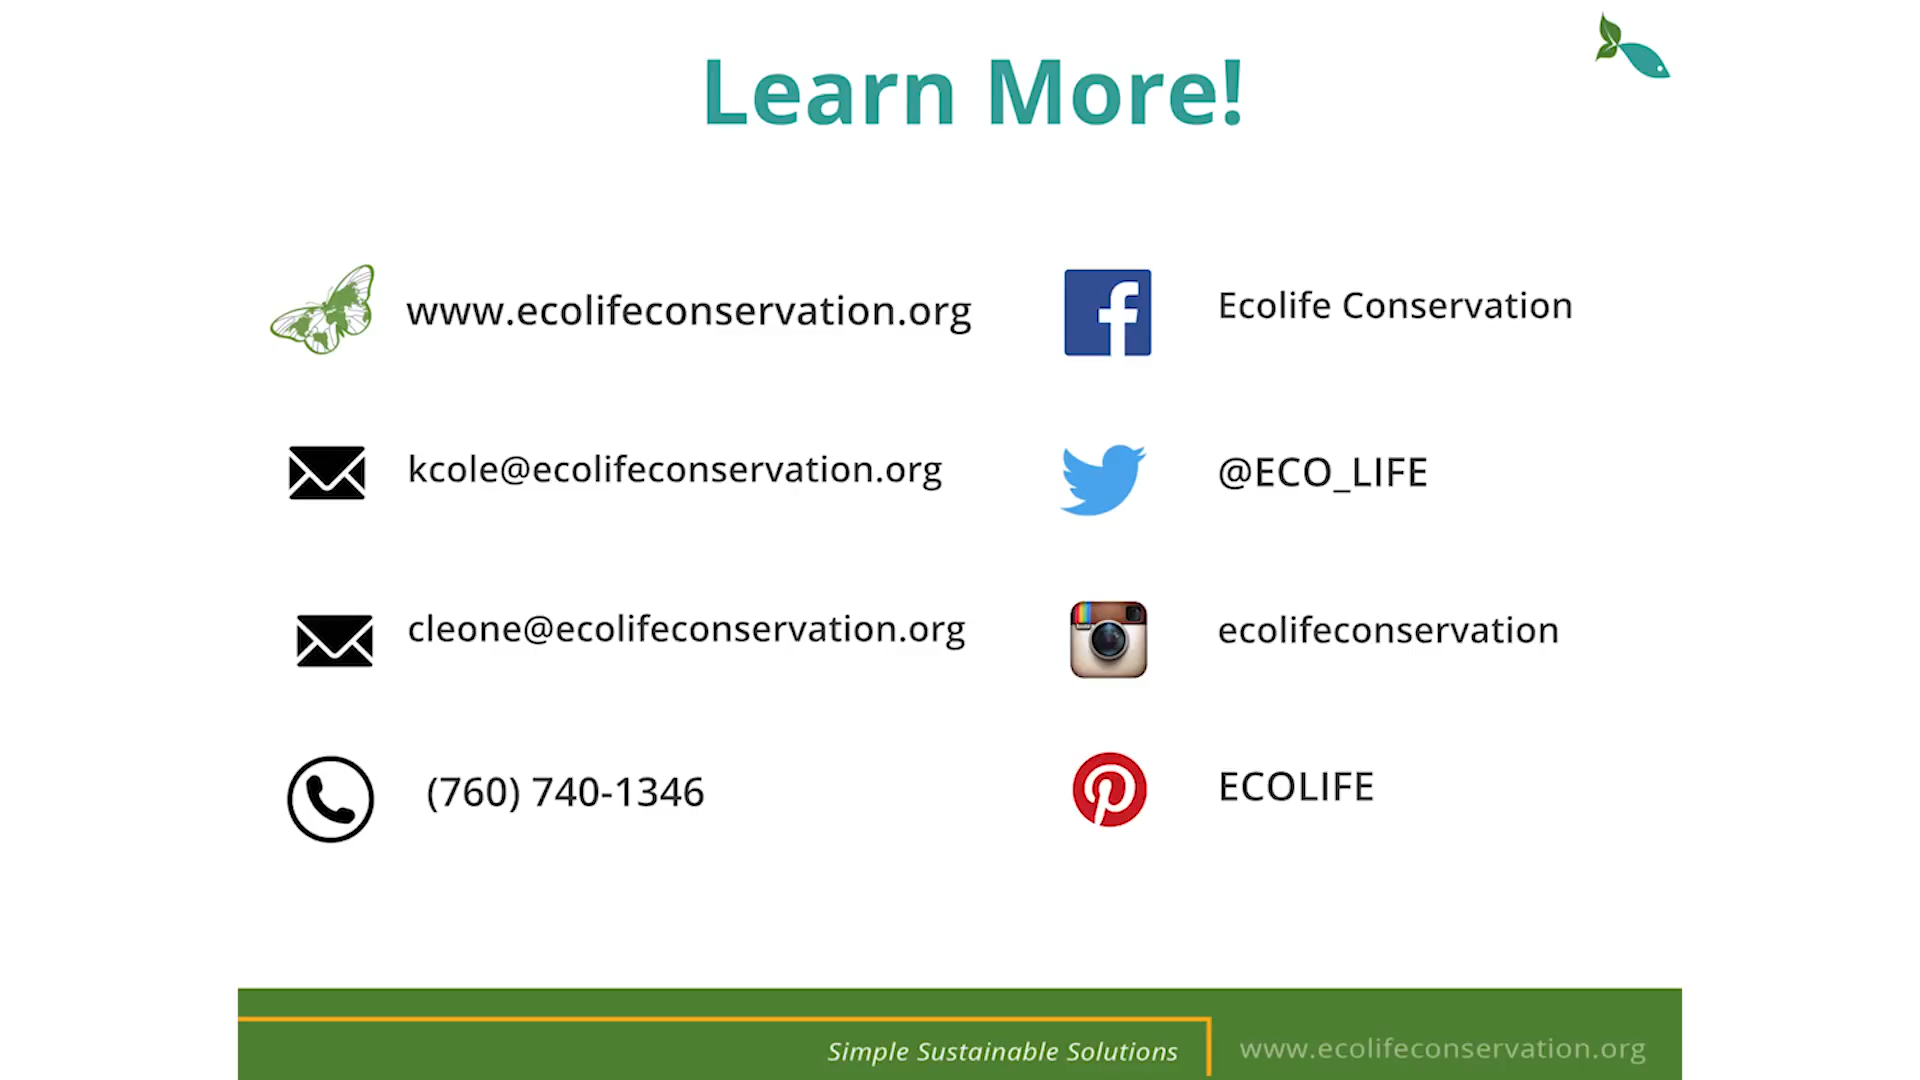 Learn More!
www.ecolifeconservation.org
kcole@ecolifeconservation.org
cleone@ecolifeconservation.org
(760) 740-1346
Ecolife Conservation
@ECO_LIFE
ecolifeconservation
ECOLIFE
Simple Sustainable Solutions
www.ecolifeconservation.org